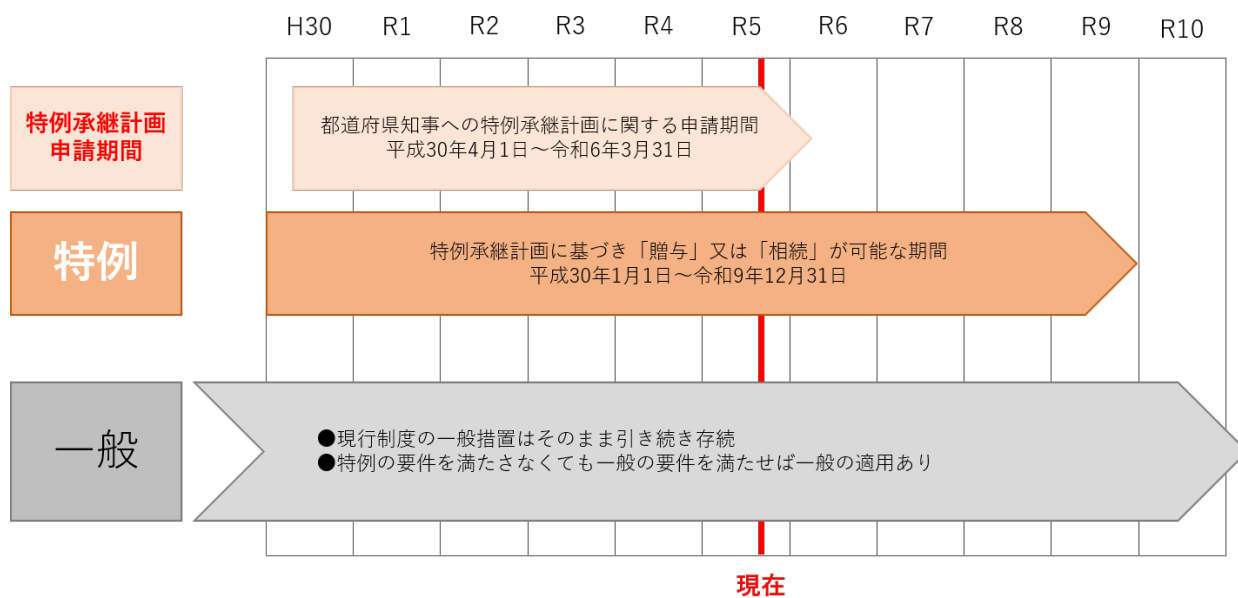 H30 R1 R2 R3 R4 R5 R6 R7 R8 R9 R10
特例承継計画
申請期間
都道府県知事への特例承継計画に関する申請期間
平成30年4月1日～令和6年3月31日
特例
特例承継計画に基づき「贈与」又は「相続」が可能な期間
平成30年1月1日～令和9年12月31日
一般
●現行制度の一般措置はそのまま引き続き存続
●特例の要件を満たさなくても一般の要件を満たせば一般の適用あり
現在